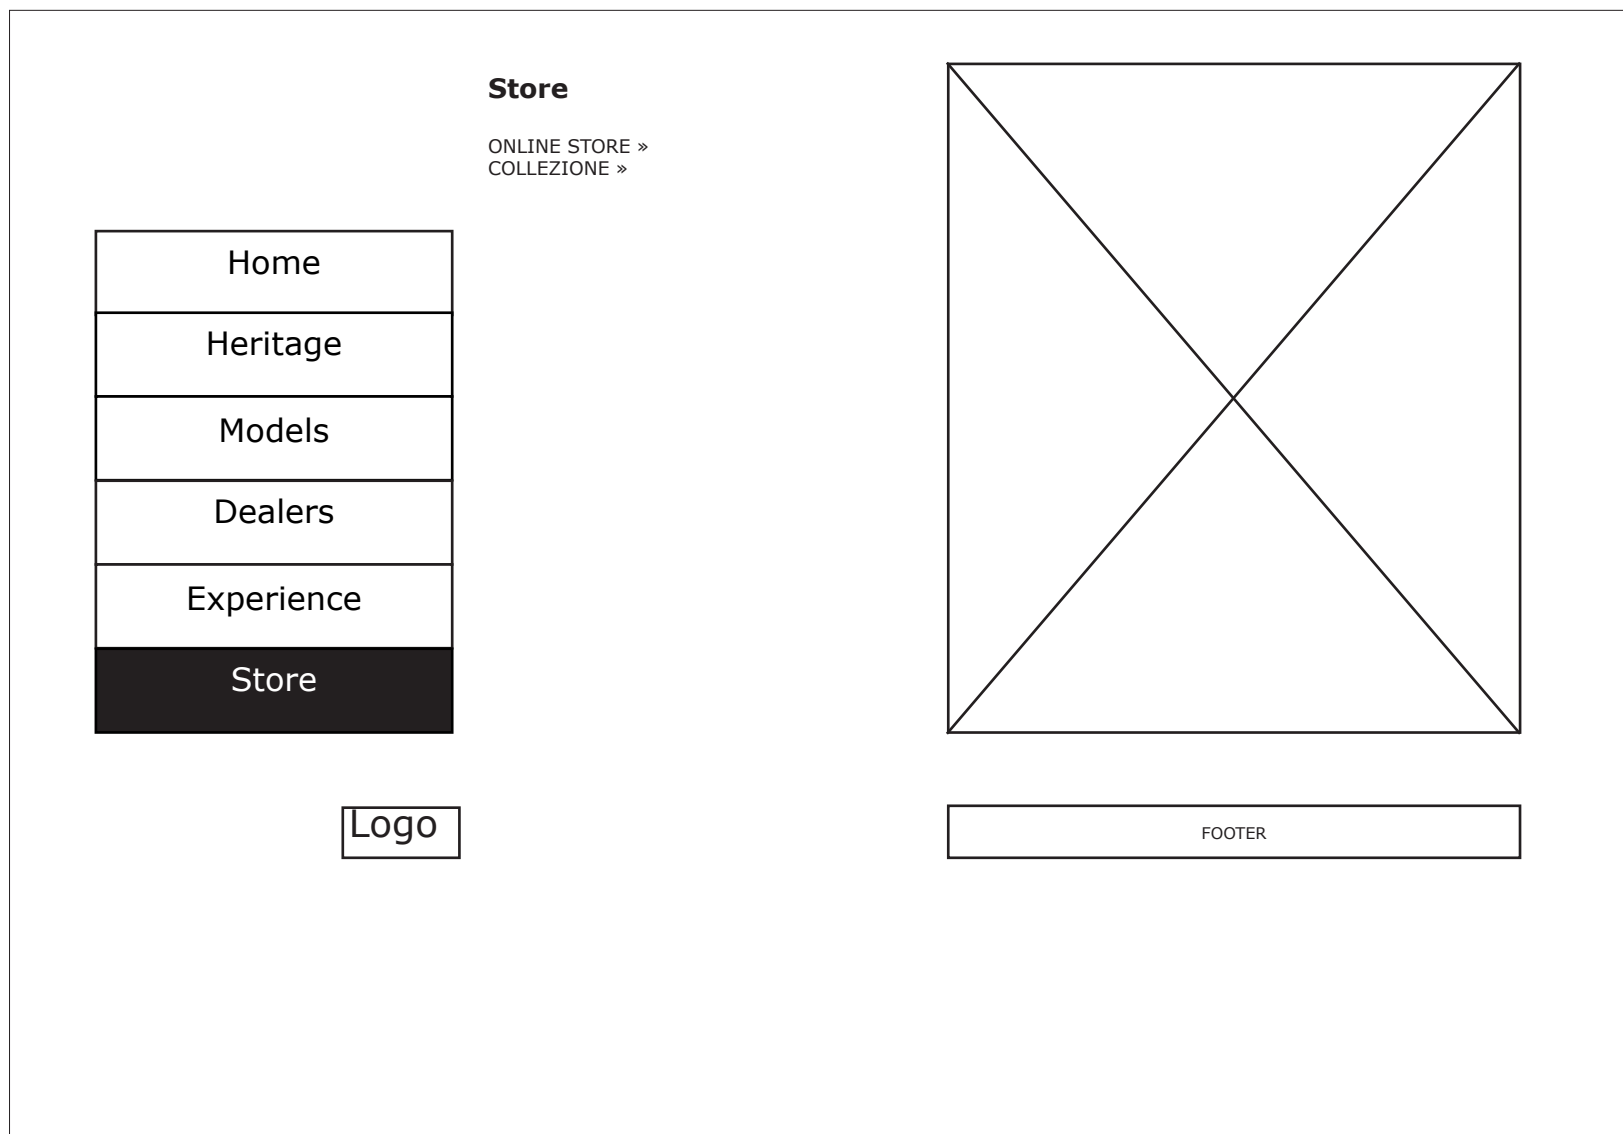 Store
ONLINE STORE »
COLLEZIONE »
Home
Heritage
Models
Dealers
Experience
Store
Logo
FOOTER